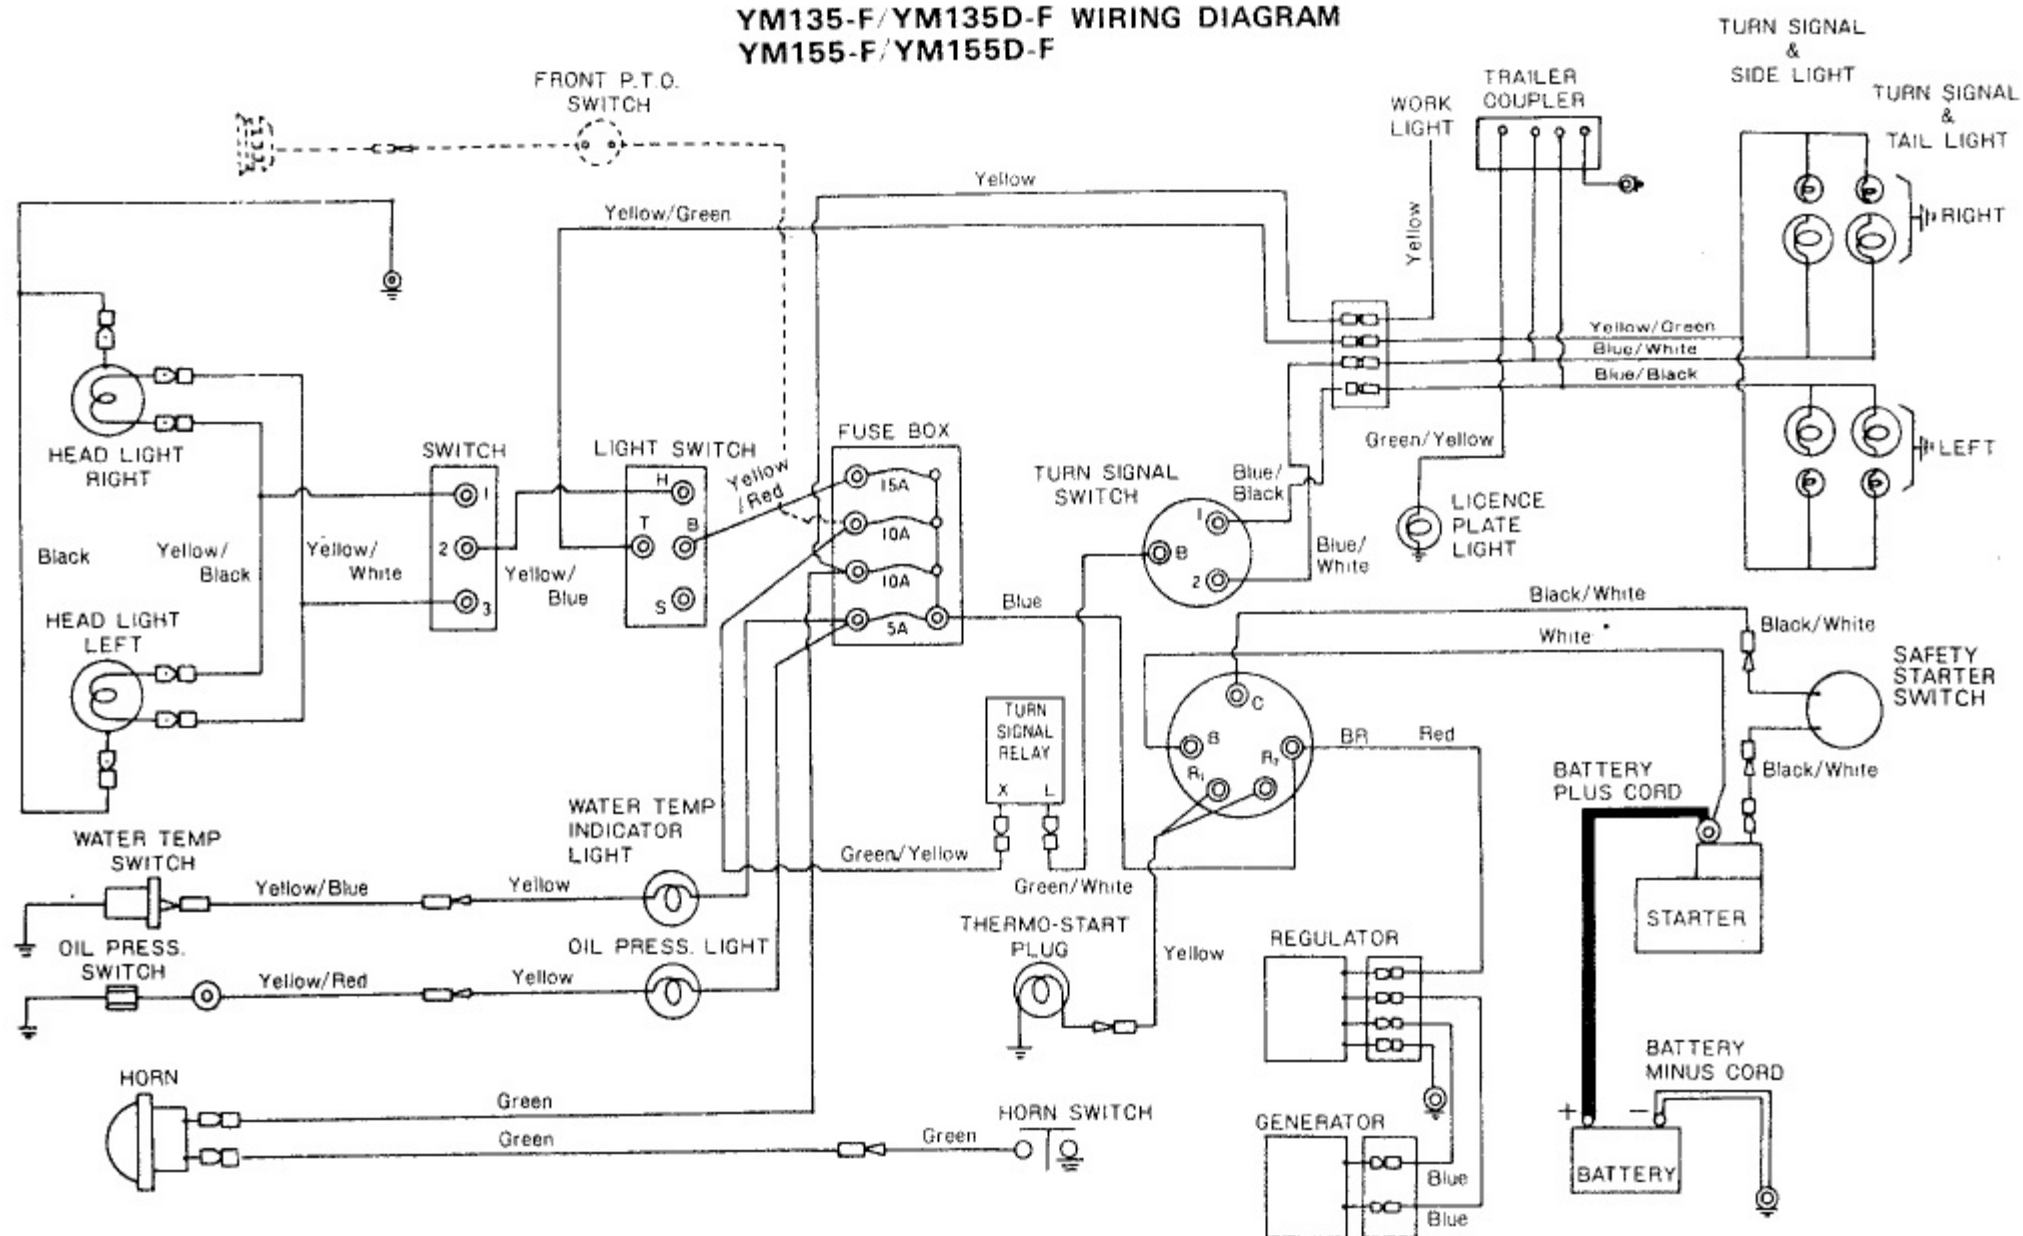 YM135-F/YM135D-F WIRING DIAGRAM
YM155-F/YM155D-F
TURN SIGNAL
&
SIDE LIGHT
TURN SIGNAL
&
TAIL LIGHT
FRONT P.T.O.
SWITCH
WORK
LIGHT
TRAILER
COUPLER
Yellow
Yellow/Green
Yellow
RIGHT
Yellow/Green
Blue/White
Blue/Black
HEAD LIGHT
RIGHT
SWITCH
1
2
3
LIGHT SWITCH
H
T
B
S
Yellow
/Red
FUSE BOX
15A
10A
10A
5A
TURN SIGNAL
SWITCH
1
B
2
Blue/
Black
Blue/
White
Green/Yellow
LICENCE
PLATE
LIGHT
LEFT
Black
Yellow/
Black
Yellow/
White
Yellow/
Blue
Blue
HEAD LIGHT
LEFT
Black/White
White
Black/White
SAFETY
STARTER
SWITCH
Black/White
TURN
SIGNAL
RELAY
X
L
C
B
R₁
R₂
BR
Red
BATTERY
PLUS CORD
STARTER
WATER TEMP
SWITCH
WATER TEMP
INDICATOR
LIGHT
Yellow/Blue
Yellow
Green/Yellow
Green/White
OIL PRESS.
SWITCH
OIL PRESS. LIGHT
Yellow/Red
Yellow
THERMO-START
PLUG
Yellow
REGULATOR
HORN
Green
Green
Green
HORN SWITCH
GENERATOR
Blue
Blue
BATTERY
MINUS CORD
+
−
BATTERY